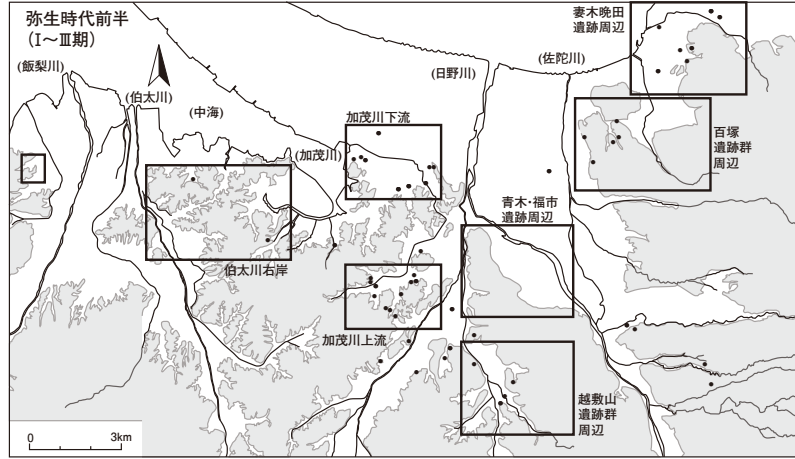 弥生時代前半
(Ⅰ～Ⅲ期)
(飯梨川)
(伯太川)
(中海)
(加茂川)
加茂川下流
(日野川)
(佐陀川)
妻木晩田
遺跡周辺
百塚
遺跡群
周辺
青木・福市
遺跡周辺
伯太川右岸
加茂川上流
越敷山
遺跡群
周辺
0 3km